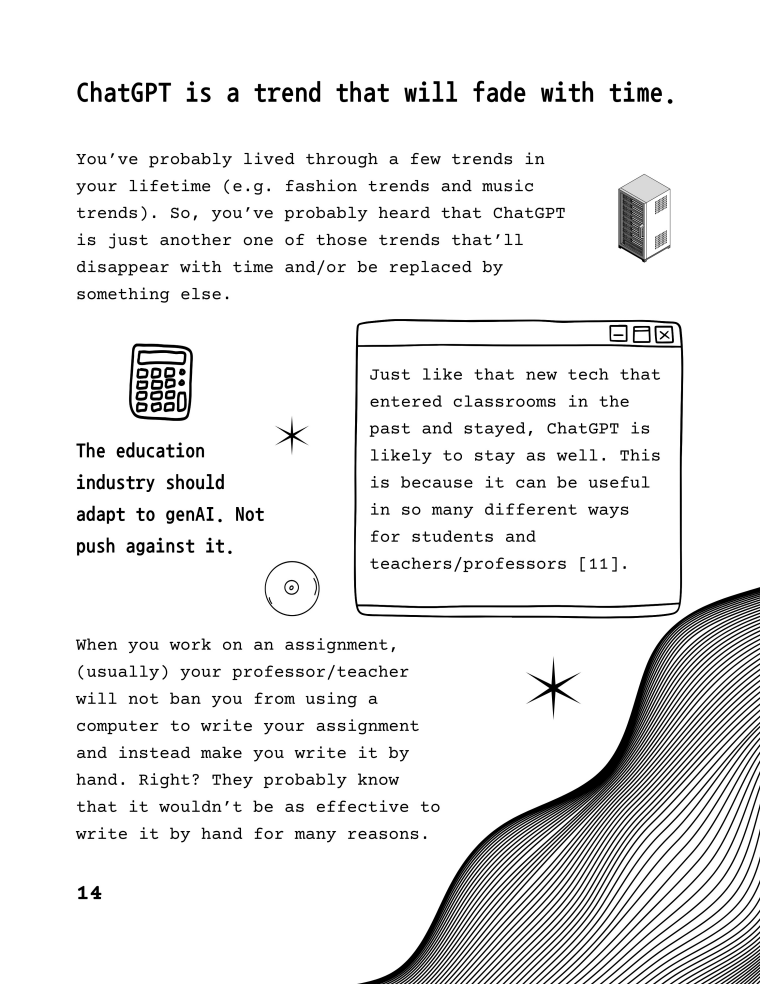 ChatGPT is a trend that will fade with time.
You’ve probably lived through a few trends in
your lifetime (e.g. fashion trends and music
trends). So, you’ve probably heard that ChatGPT
is just another one of those trends that’ll
disappear with time and/or be replaced by
something else.
Just like that new tech that
entered classrooms in the
past and stayed, ChatGPT is
likely to stay as well. This
is because it can be useful
in so many different ways
for students and
teachers/professors [11].
The education
industry should
adapt to genAI. Not
push against it.
When you work on an assignment,
(usually) your professor/teacher
will not ban you from using a
computer to write your assignment
and instead make you write it by
hand. Right? They probably know
that it wouldn’t be as effective to
write it by hand for many reasons.
14